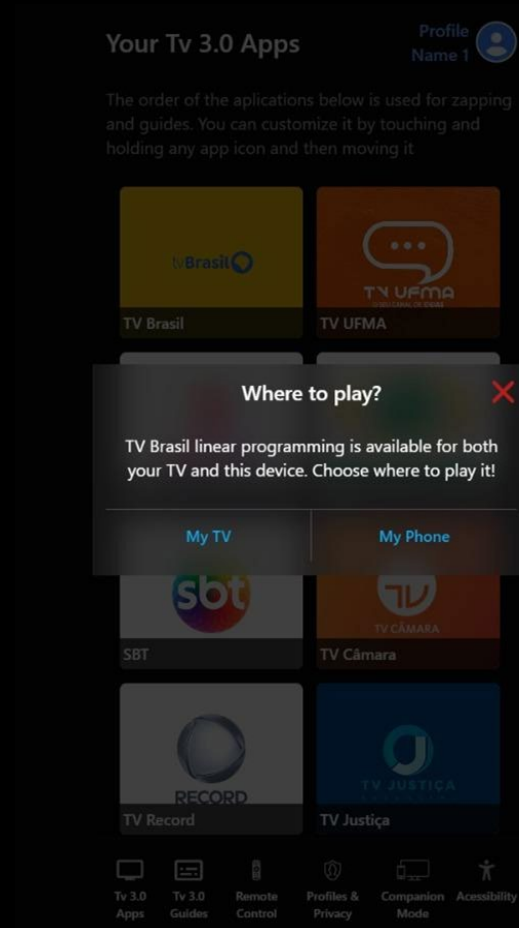 Your Tv 3.0 Apps
Profile
Name 1
The order of the aplications below is used for zapping
and guides. You can customize it by touching and
holding any app icon and then moving it
tvBrasil
TV UFMA
TV Brasil
TV UFMA
Where to play?
TV Brasil linear programming is available for both
your TV and this device. Choose where to play it!
My TV
My Phone
sbt
TV CÂMARA
SBT
TV Câmara
RECORD
TV JUSTIÇA
TV Record
TV Justiça
Tv 3.0
Apps
Tv 3.0
Guides
Remote
Control
Profiles &
Privacy
Companion
Mode
Acessibility